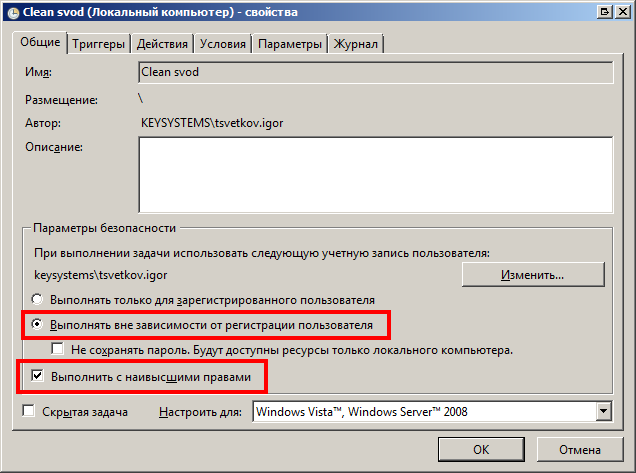 Clean svod (Локальный компьютер) - свойства
Общие Триггеры Действия Условия Параметры Журнал
Имя: Clean svod
Размещение: \
Автор: KEYSYSTEMS\tsvetkov.igor
Описание:
Параметры безопасности
При выполнении задачи использовать следующую учетную запись пользователя:
keysystems\tsvetkov.igor Изменить...
Выполнять только для зарегистрированного пользователя
Выполнять вне зависимости от регистрации пользователя
Не сохранять пароль. Будут доступны ресурсы только локального компьютера.
Выполнить с наивысшими правами
Скрытая задача Настроить для: Windows Vista™, Windows Server™ 2008
OK Отмена